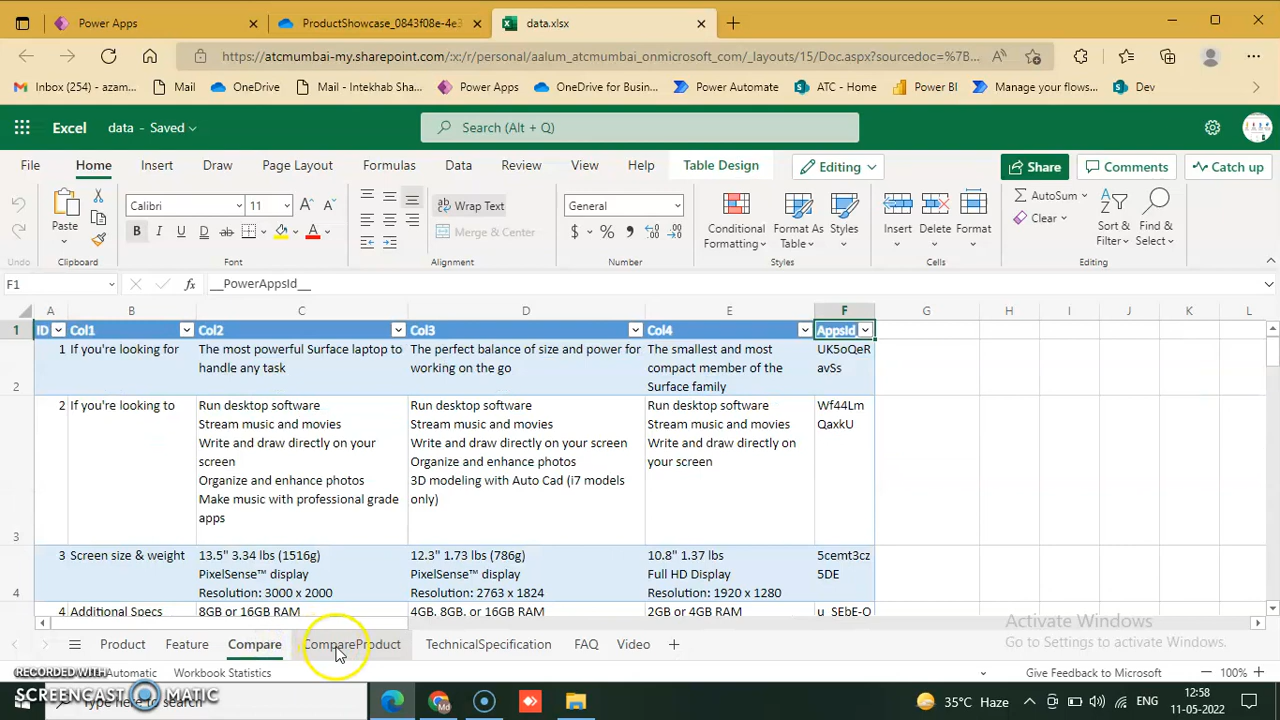 Power Apps
ProductShowcase_0843f08e-4e3
data.xlsx
https://atcmumbai-my.sharepoint.com/:x:/r/personal/aalum_atcmumbai_onmicrosoft_com/_layouts/15/Doc.aspx?sourcedoc=%7B...
Inbox (254) - azam... Mail OneDrive Mail - Intekhab Sha... Power Apps OneDrive for Busin... Power Automate ATC - Home Power BI Manage your flows... Dev
Excel data - Saved Search (Alt + Q)
File Home Insert Draw Page Layout Formulas Data Review View Help Table Design Editing Share Comments Catch up
Paste Calibri 11 Wrap Text General AutoSum
B I U D ab A Merge & Center $ % Conditional Formatting Format As Table Styles Insert Delete Format Clear Sort & Filter Find & Select
Undo Clipboard Font Alignment Number Styles Cells Editing
F1 fx __PowerAppsId__
A B C D E F G H I J K L
1 ID Col1 Col2 Col3 Col4 AppsId
2 1 If you're looking for
The most powerful Surface laptop to
handle any task
The perfect balance of size and power for
working on the go
The smallest and most
compact member of the
Surface family
UK5oQeR
avSs
3 2 If you're looking to
Run desktop software
Stream music and movies
Write and draw directly on your
screen
Organize and enhance photos
Make music with professional grade
apps
Run desktop software
Stream music and movies
Write and draw directly on your screen
Organize and enhance photos
3D modeling with Auto Cad (i7 models
only)
Run desktop software
Stream music and movies
Write and draw directly on
your screen
Wf44Lm
QaxkU
4 3 Screen size & weight
13.5" 3.34 lbs (1516g)
PixelSense™ display
Resolution: 3000 x 2000
12.3" 1.73 lbs (786g)
PixelSense™ display
Resolution: 2763 x 1824
10.8" 1.37 lbs
Full HD Display
Resolution: 1920 x 1280
5cemt3cz
5DE
4 Additional Specs 8GB or 16GB RAM 4GB, 8GB, or 16GB RAM 2GB or 4GB RAM u_SEbE-O
Activate Windows
Go to Settings to activate Windows.
Product Feature Compare CompareProduct TechnicalSpecification FAQ Video
Automatic Workbook Statistics Give Feedback to Microsoft 100%
RECORDED WITH
SCREENCAST MATIC
Type here to search
35°C Haze ENG 12:58
11-05-2022